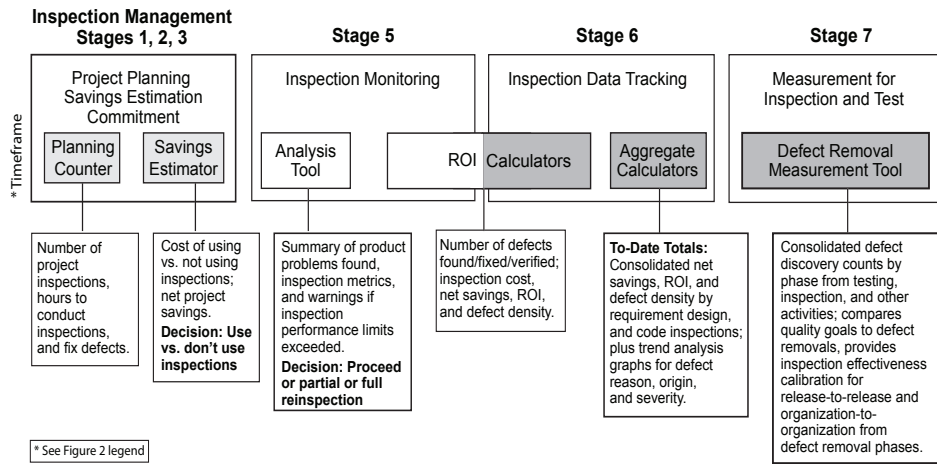 Inspection Management
Stages 1, 2, 3
Stage 5
Stage 6
Stage 7
* Timeframe
Project Planning
Savings Estimation
Commitment
Planning
Counter
Savings
Estimator
Inspection Monitoring
Analysis
Tool
ROI Calculators
Inspection Data Tracking
Aggregate
Calculators
Measurement for
Inspection and Test
Defect Removal
Measurement Tool
Number of
project
inspections,
hours to
conduct
inspections,
and fix defects.
Cost of using
vs. not using
inspections;
net project
savings.
Decision: Use
vs. don’t use
inspections
Summary of product
problems found,
inspection metrics,
and warnings if
inspection
performance limits
exceeded.
Decision: Proceed
or partial or full
reinspection
Number of defects
found/fixed/verified;
inspection cost,
net savings, ROI,
and defect density.
To-Date Totals:
Consolidated net
savings, ROI, and
defect density by
requirement design,
and code inspections;
plus trend analysis
graphs for defect
reason, origin,
and severity.
Consolidated defect
discovery counts by
phase from testing,
inspection, and other
activities; compares
quality goals to defect
removals, provides
inspection effectiveness
calibration for
release-to-release and
organization-to-
organization from
defect removal phases.
* See Figure 2 legend